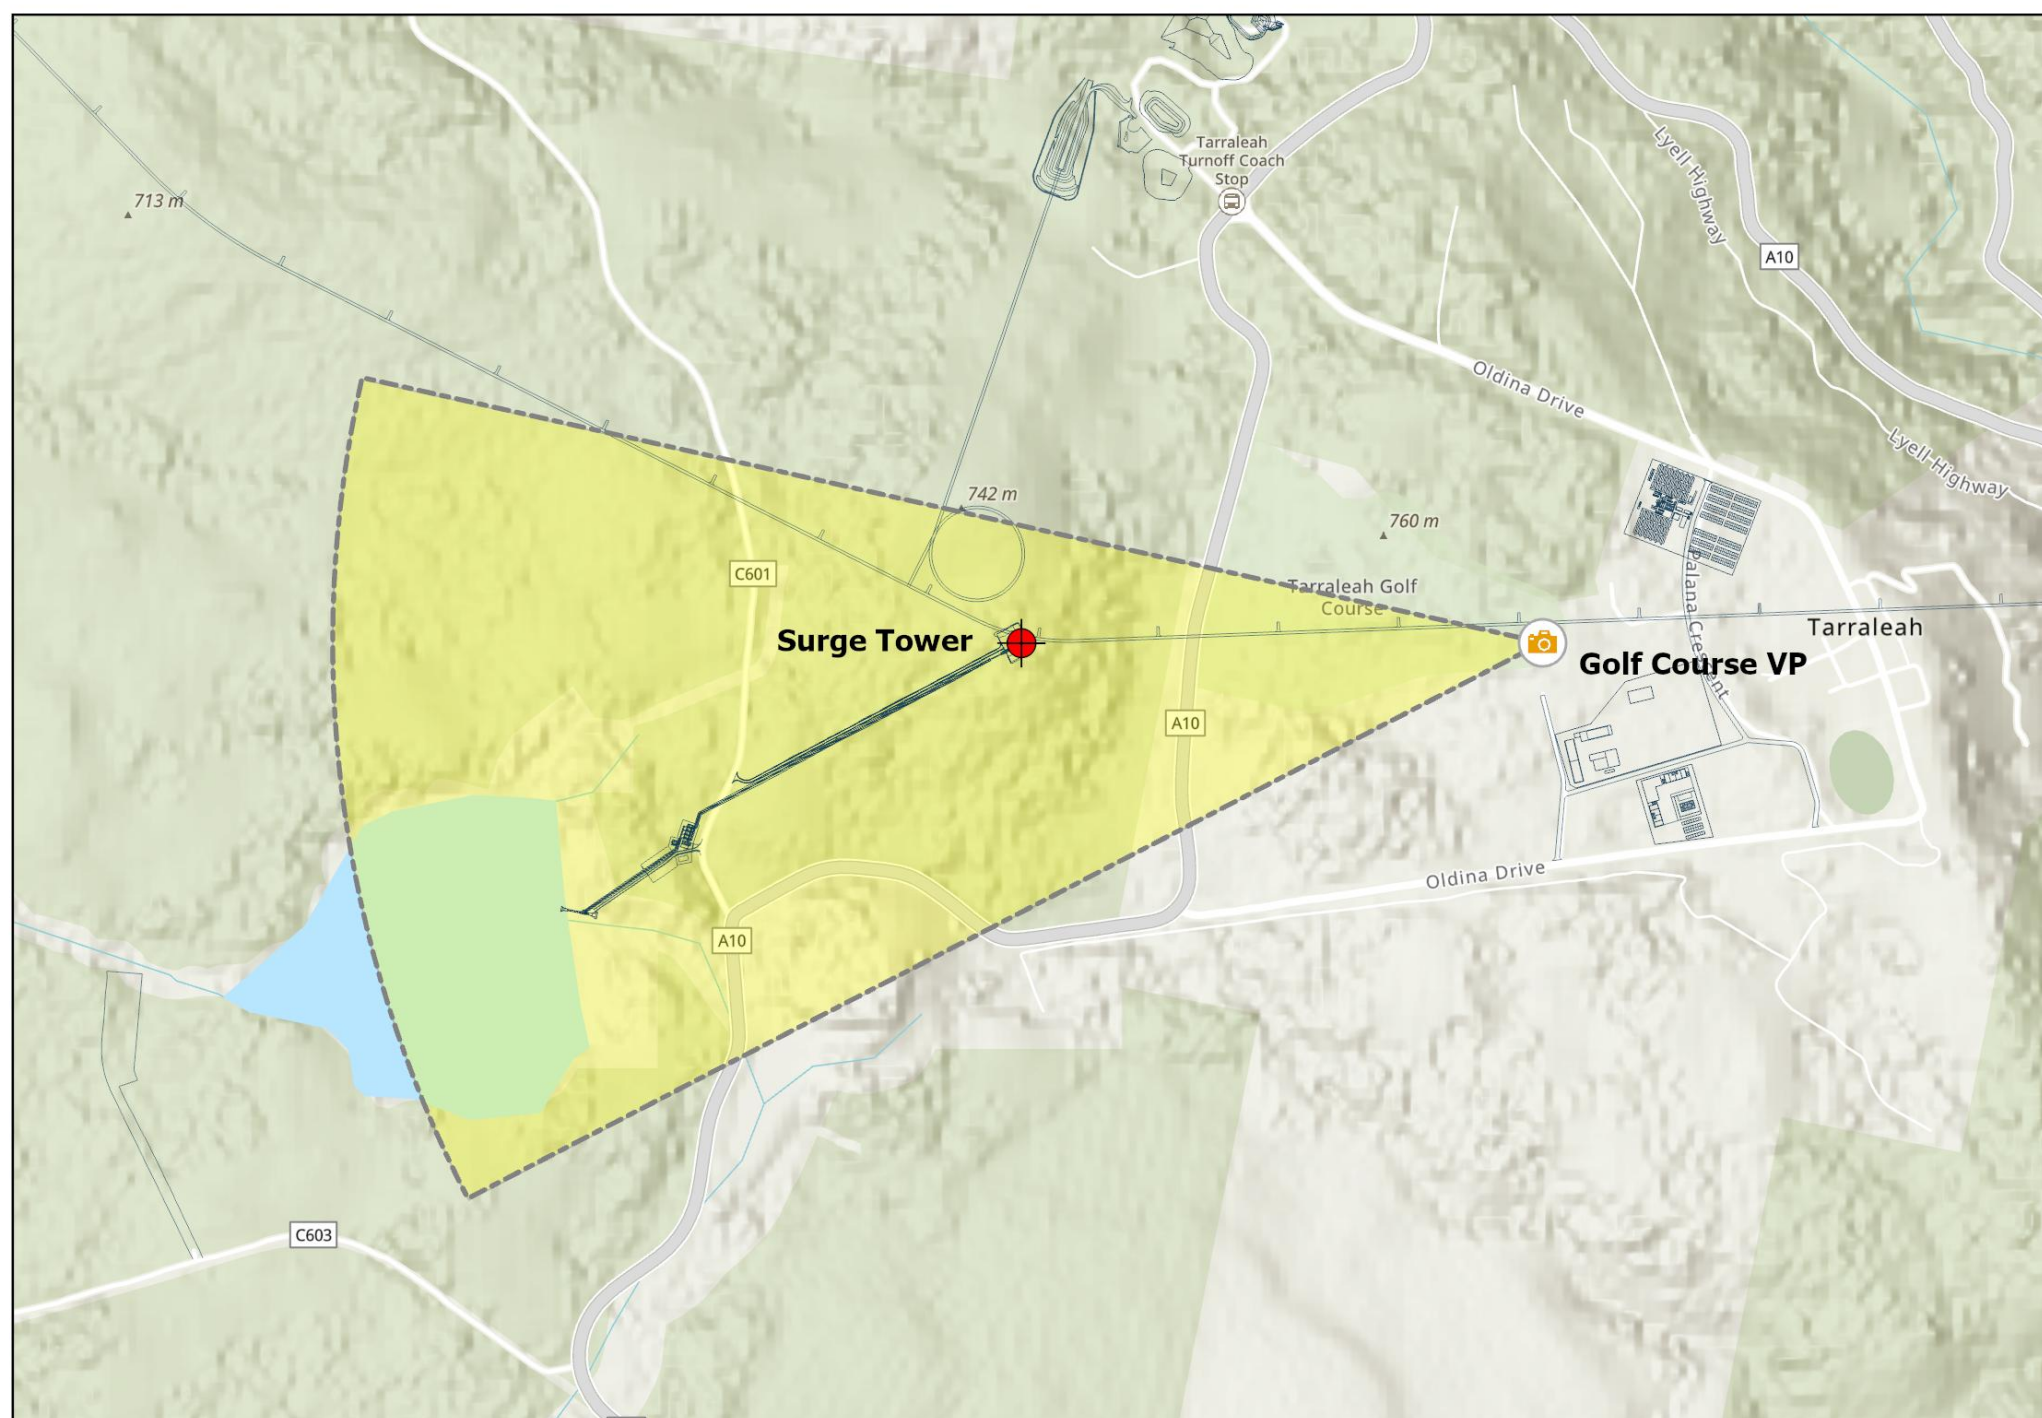 Tarraleah
Turnoff Coach
Stop
Lyell Highway
713 m
A10
Oldina Drive
Lyell Highway
742 m
760 m
C601
Tarraleah Golf
Course
Palana Crescent
Tarraleah
Surge Tower
Golf Course VP
A10
Oldina Drive
A10
C603